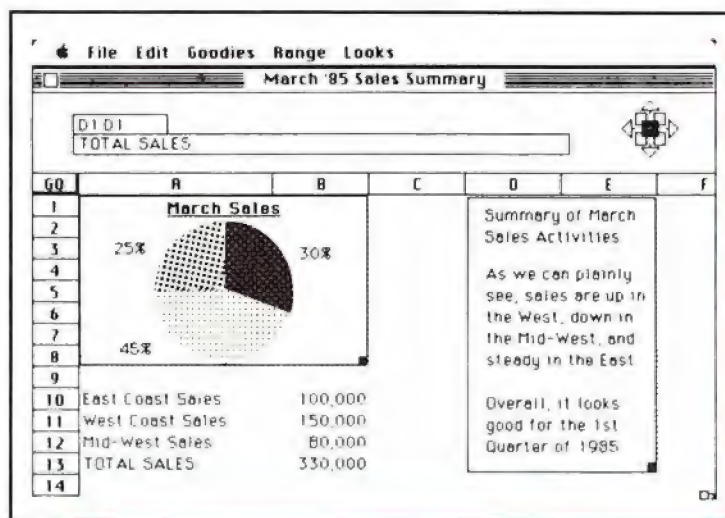 File Edit Goodies Range Looks
March '85 Sales Summary
D1:D1
TOTAL SALES
GO A B C D E F
1
2
3
4
5
6
7
8
9
10
11
12
13
14
March Sales
25%
30%
45%
East Coast Sales 100,000
West Coast Sales 150,000
Mid-West Sales 80,000
TOTAL SALES 330,000
Summary of March
Sales Activities
As we can plainly
see, sales are up in
the West, down in
the Mid-West, and
steady in the East
Overall, it looks
good for the 1st
Quarter of 1985